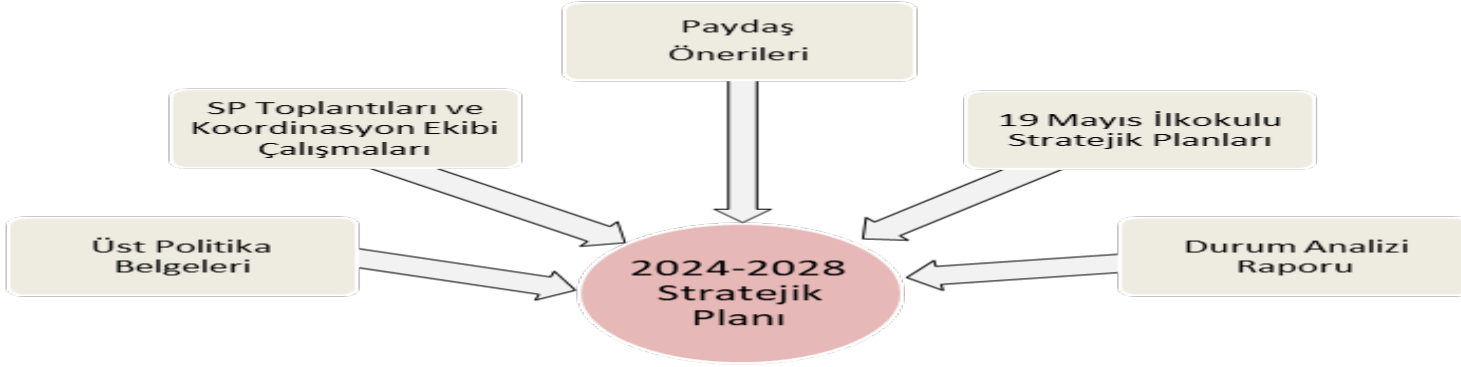 Paydaş
Önerileri
SP Toplantıları ve
Koordinasyon Ekibi
Çalışmaları
19 Mayıs İlkokulu
Stratejik Planları
Üst Politika
Belgeleri
Durum Analizi
Raporu
2024-2028
Stratejik
Planı